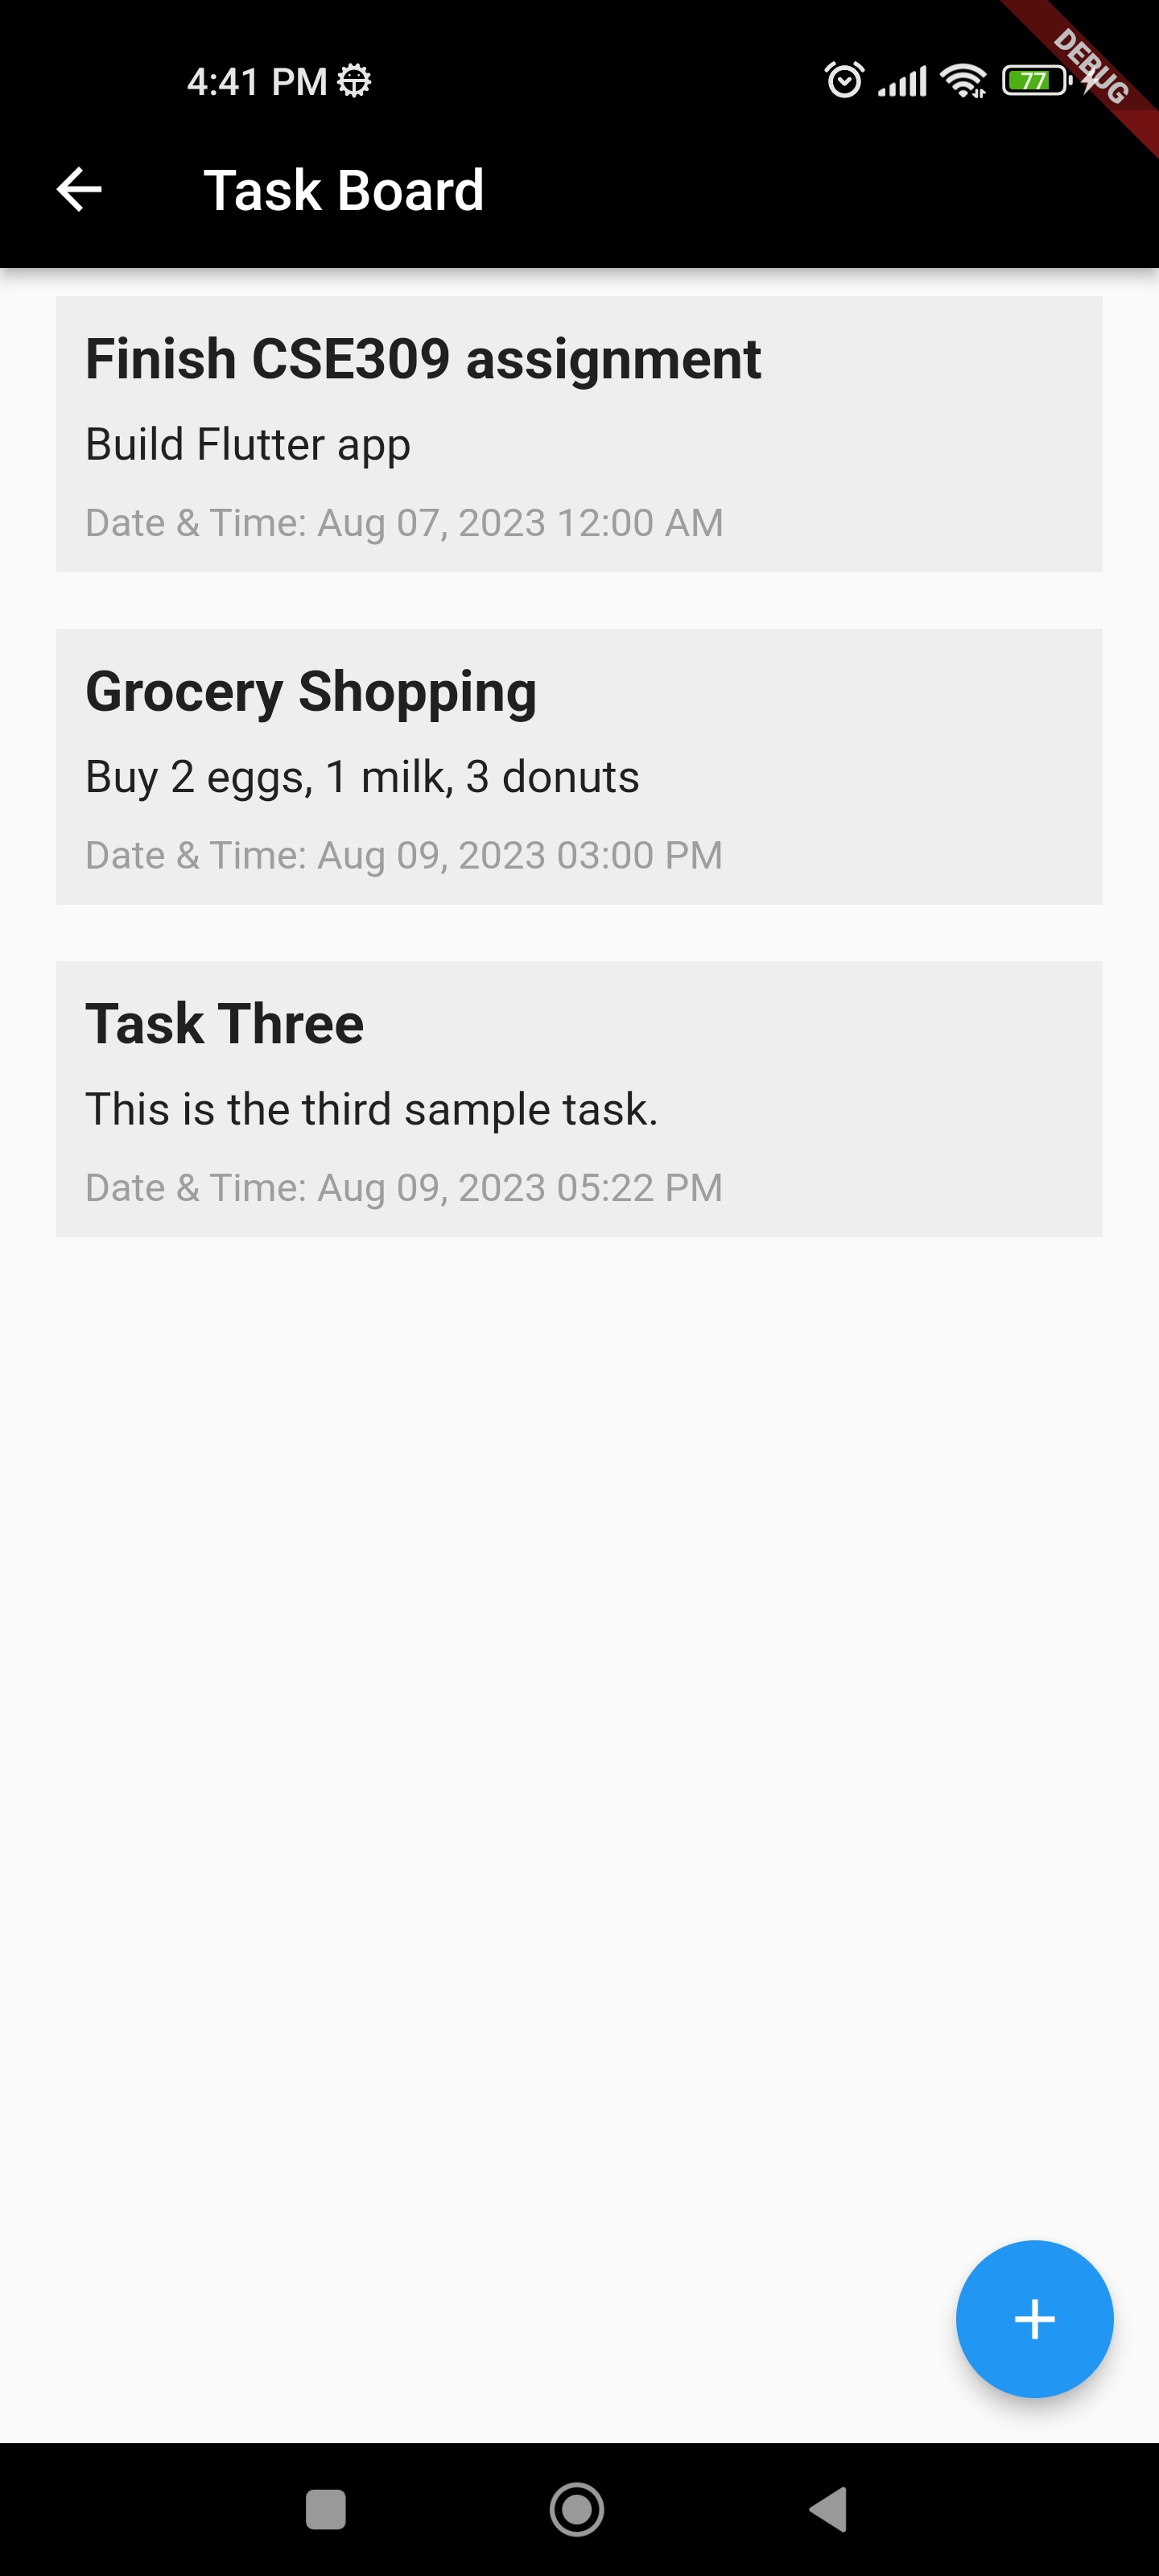 4:41 PM
77
DEBUG
Task Board
Finish CSE309 assignment
Build Flutter app
Date & Time: Aug 07, 2023 12:00 AM
Grocery Shopping
Buy 2 eggs, 1 milk, 3 donuts
Date & Time: Aug 09, 2023 03:00 PM
Task Three
This is the third sample task.
Date & Time: Aug 09, 2023 05:22 PM